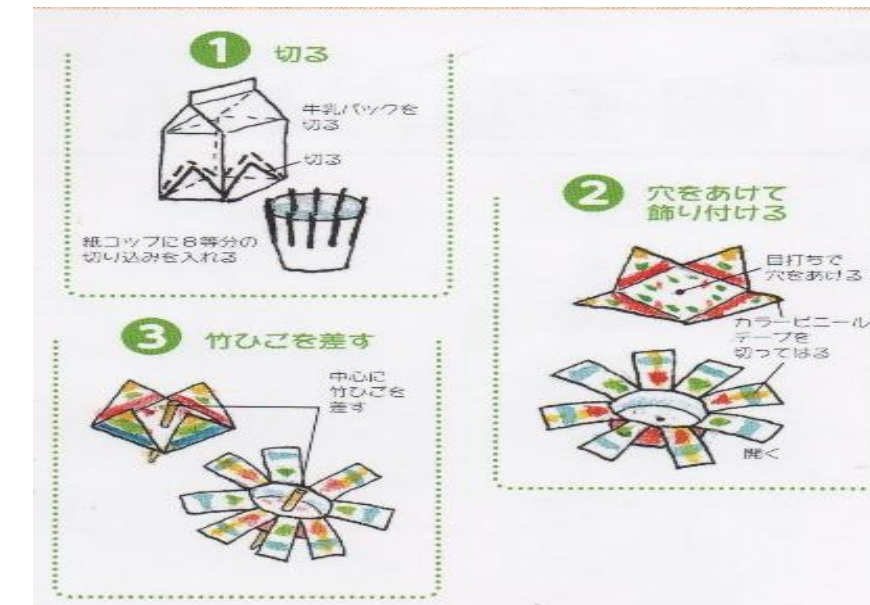 1 切る
牛乳パックを
切る
切る
紙コップに8等分の
切り込みを入れる
2 穴をあけて
飾り付ける
目打ちで
穴をあける
カラービニール
テープを
切ってはる
開く
3 竹ひごを差す
中心に
竹ひごを
差す